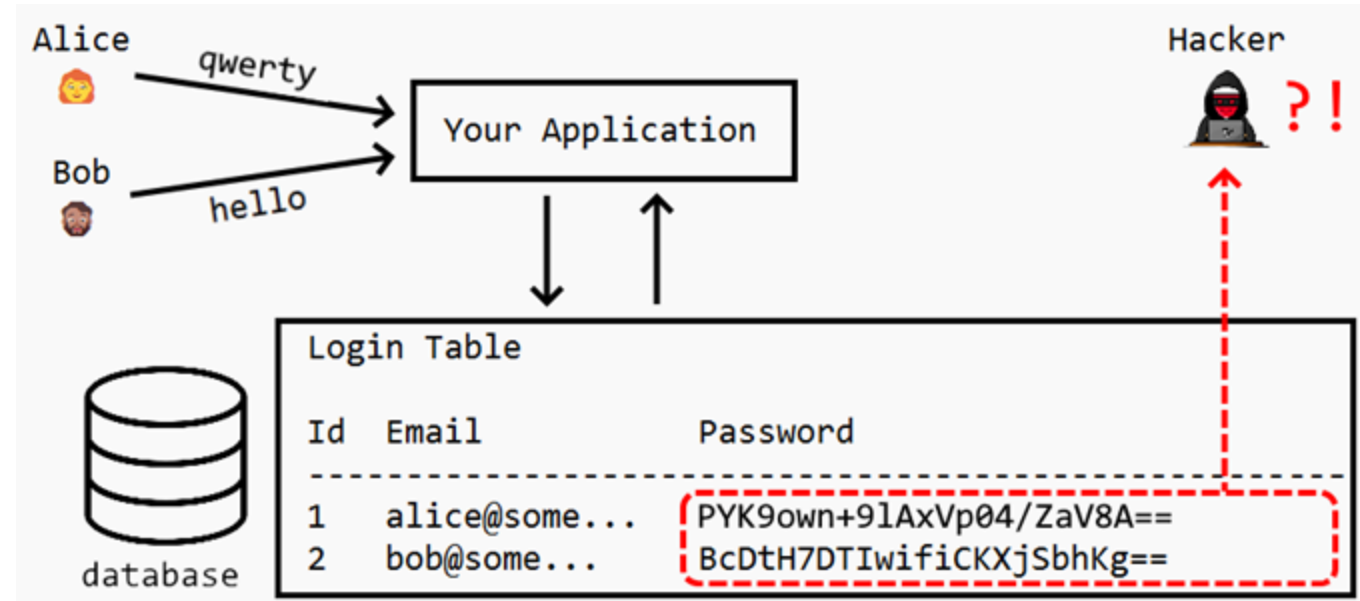 Alice
qwerty
Hacker
?!
Your Application
Bob
hello
Login Table
Id Email Password
--------------------------------------------------------------------
1 alice@some... PYK9own+9lAxVp04/ZaV8A==
2 bob@some... BcDtH7DTIwifiCKXjSbhKg==
database